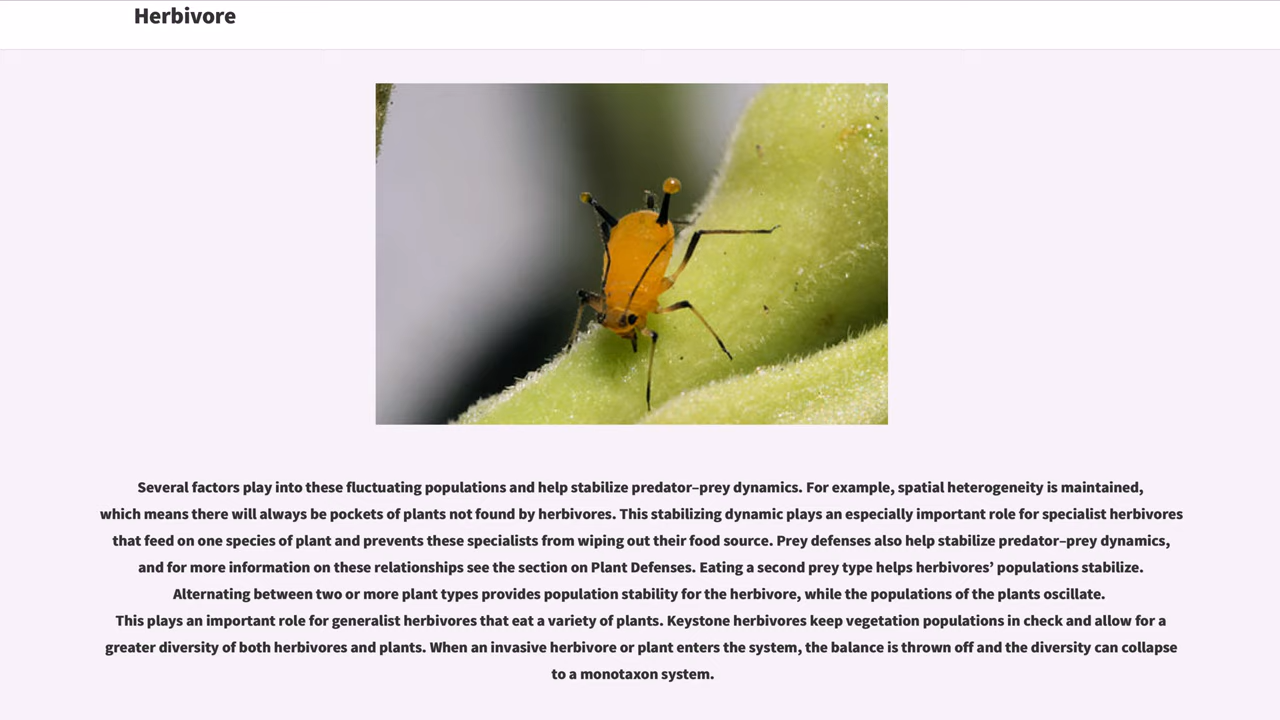 Herbivore
Several factors play into these fluctuating populations and help stabilize predator–prey dynamics. For example, spatial heterogeneity is maintained,
which means there will always be pockets of plants not found by herbivores. This stabilizing dynamic plays an especially important role for specialist herbivores
that feed on one species of plant and prevents these specialists from wiping out their food source. Prey defenses also help stabilize predator–prey dynamics,
and for more information on these relationships see the section on Plant Defenses. Eating a second prey type helps herbivores’ populations stabilize.
Alternating between two or more plant types provides population stability for the herbivore, while the populations of the plants oscillate.
This plays an important role for generalist herbivores that eat a variety of plants. Keystone herbivores keep vegetation populations in check and allow for a
greater diversity of both herbivores and plants. When an invasive herbivore or plant enters the system, the balance is thrown off and the diversity can collapse
to a monotaxon system.